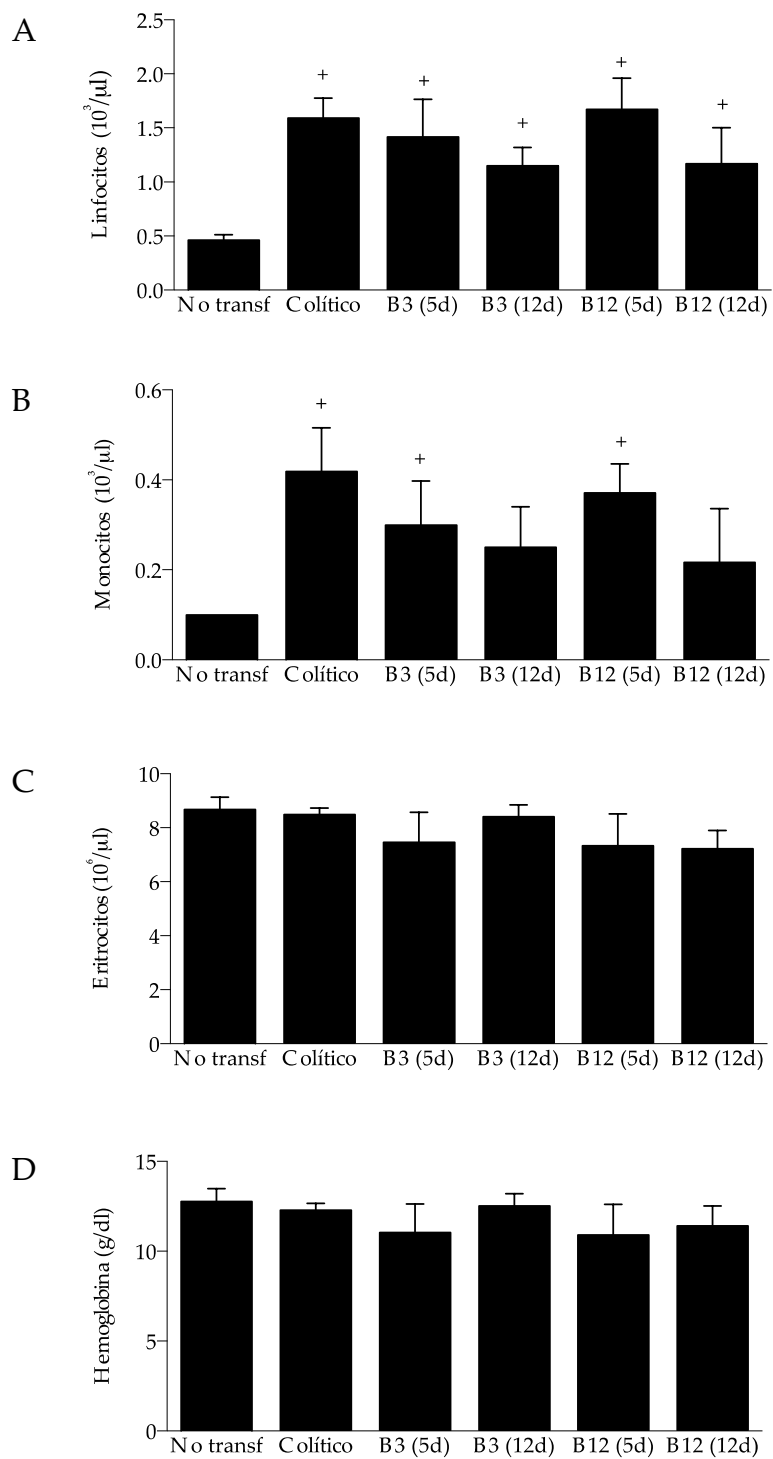 A
Linfocitos (10³/µl)
2.5
2.0
1.5
1.0
0.5
0.0
+ + + + +
No transf Colítico B3 (5d) B3 (12d) B12 (5d) B12 (12d)
B
Monocitos (10³/µl)
0.6
0.4
0.2
0.0
+ + +
No transf Colítico B3 (5d) B3 (12d) B12 (5d) B12 (12d)
C
Eritrocitos (10⁶/µl)
10
8
6
4
2
0
No transf Colítico B3 (5d) B3 (12d) B12 (5d) B12 (12d)
D
Hemoglobina (g/dl)
15
10
5
0
No transf Colítico B3 (5d) B3 (12d) B12 (5d) B12 (12d)